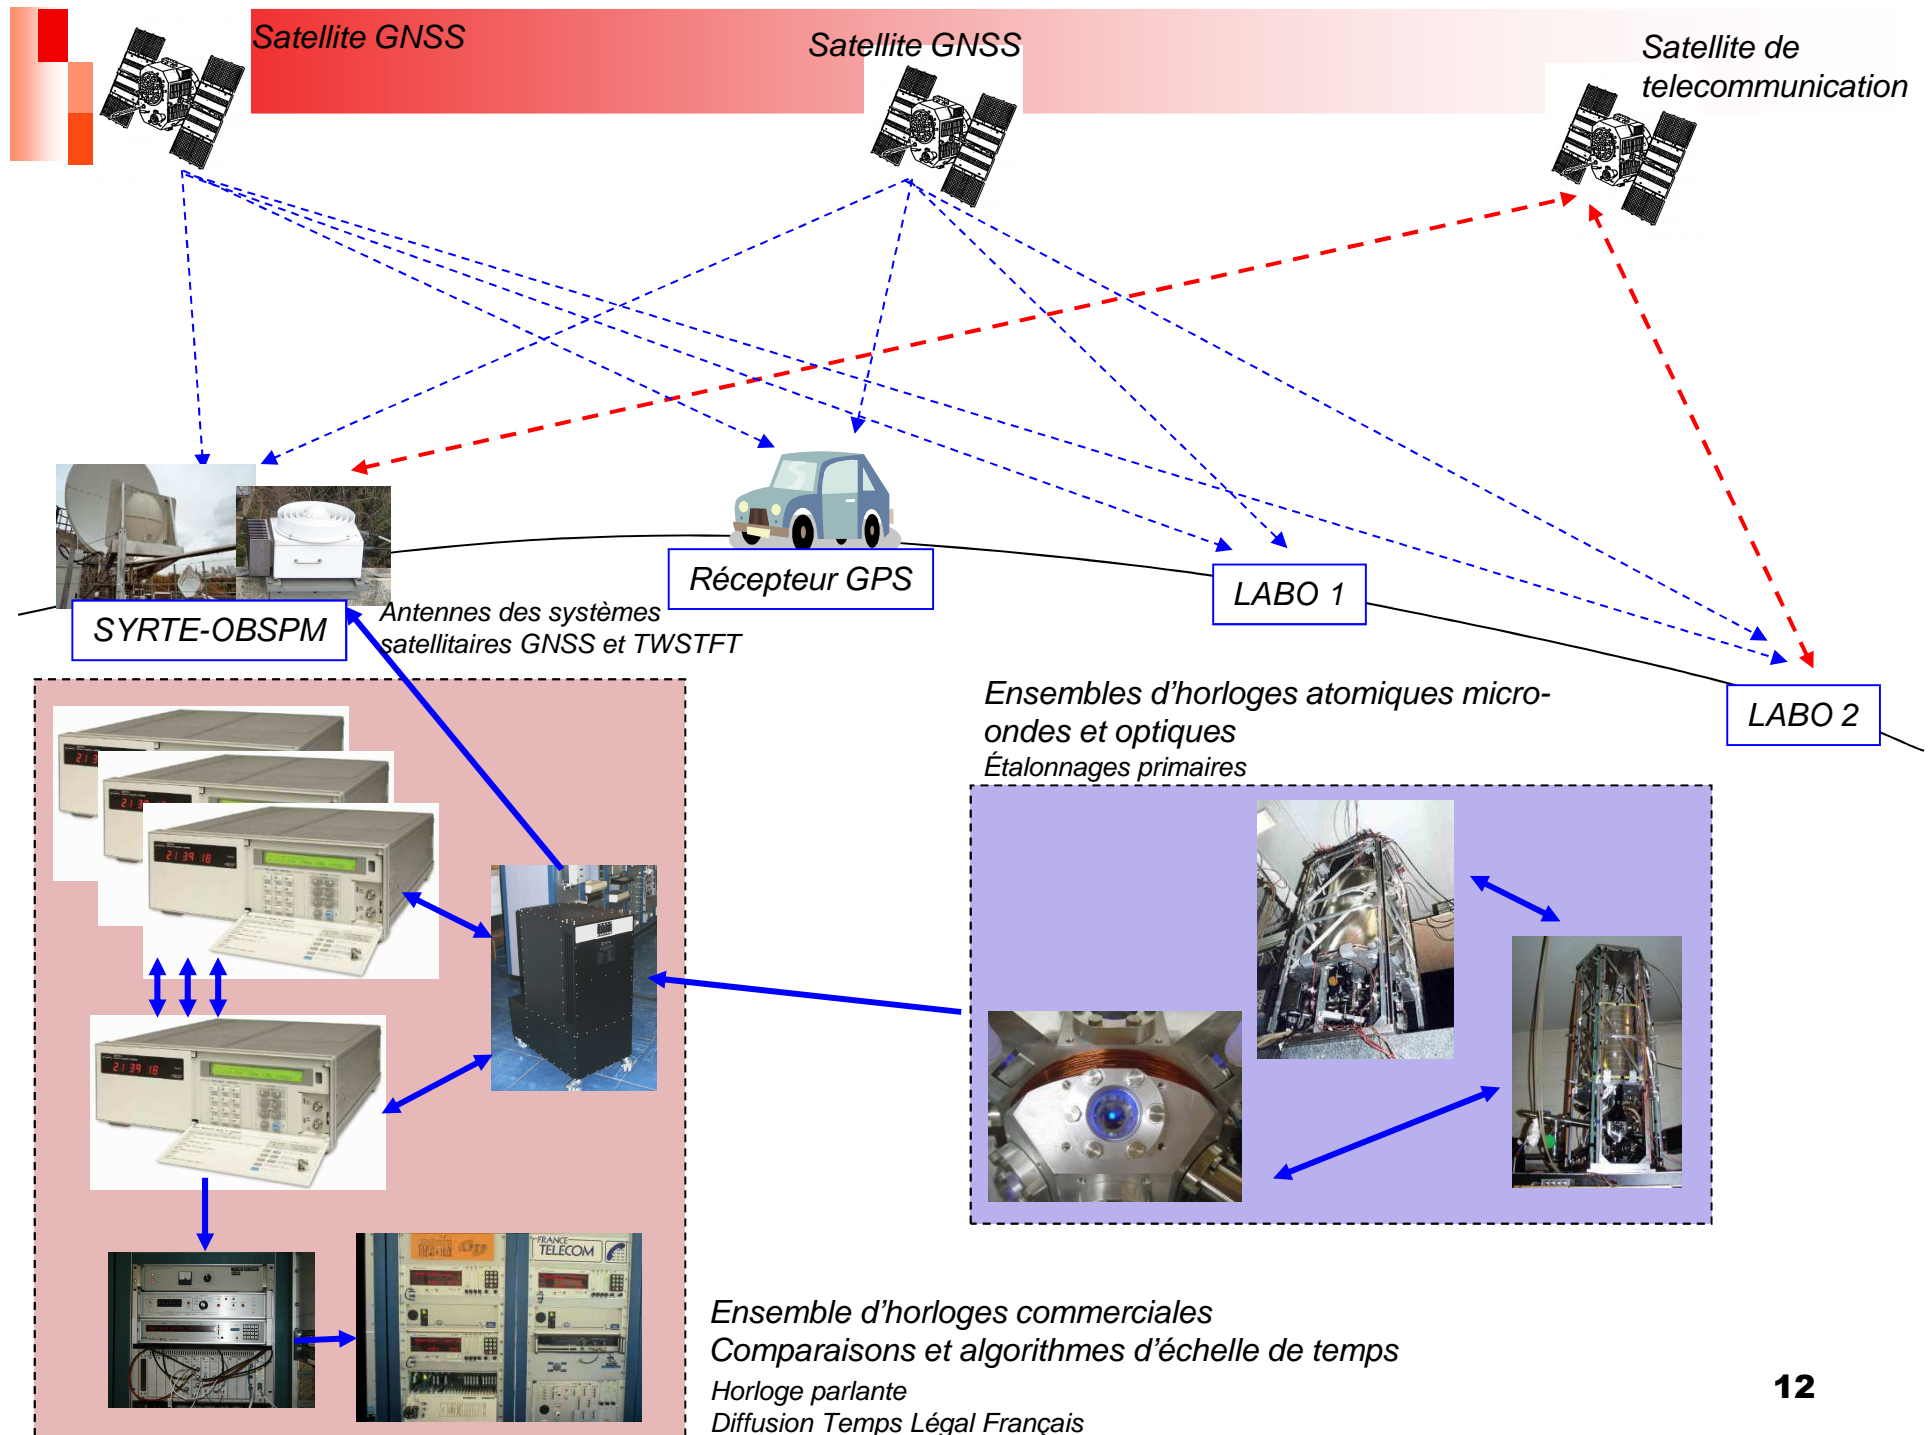 Satellite GNSS
Satellite GNSS
Satellite de
telecommunication
Récepteur GPS
LABO 1
SYRTE-OBSPM
Antennes des systèmes
satellitaires GNSS et TWSTFT
LABO 2
Ensembles d'horloges atomiques micro-
ondes et optiques
Étalonnages primaires
21 39 18
21 39 18
FRANCE
TELECOM
Ensemble d'horloges commerciales
Comparaisons et algorithmes d'échelle de temps
Horloge parlante
Diffusion Temps Légal Français
12